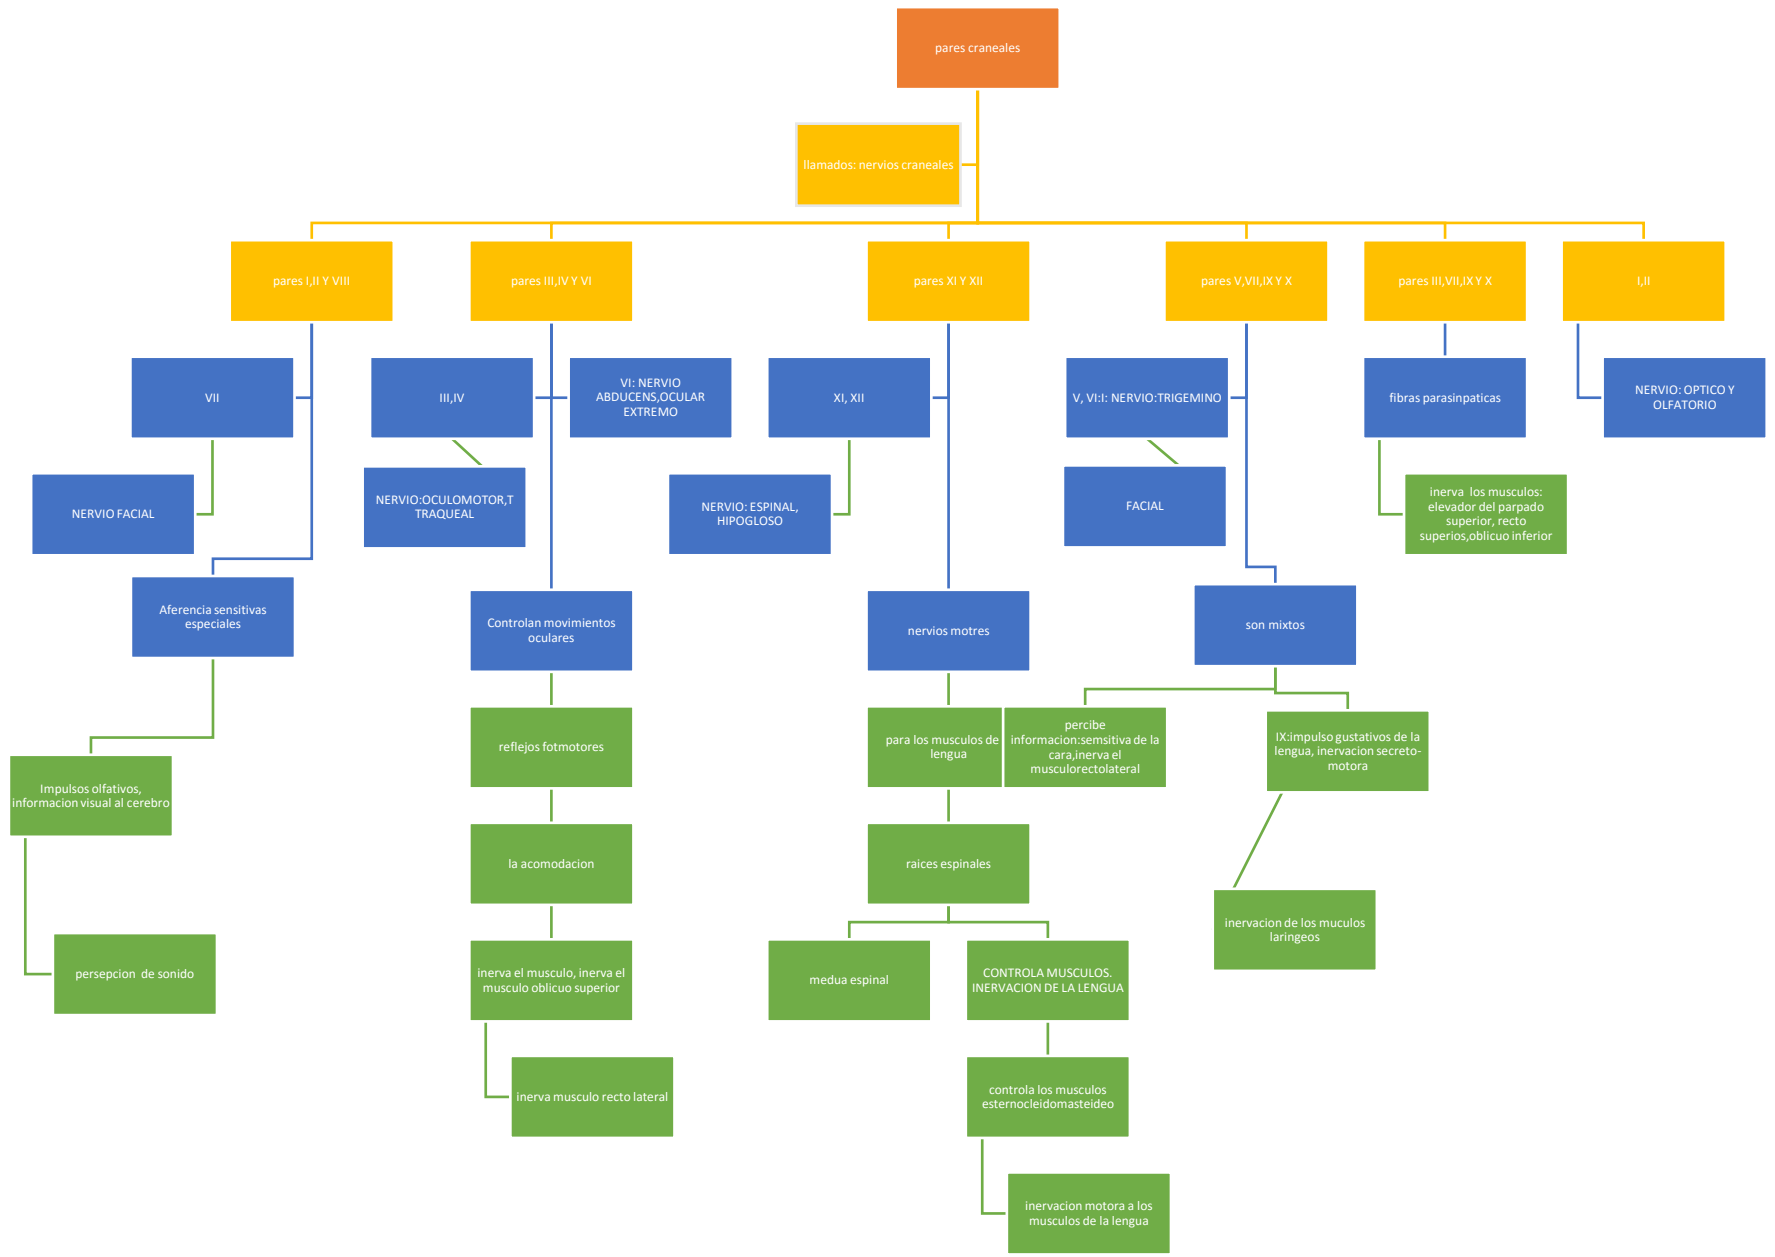 pares craneales
llamados: nervios craneales
pares I,II Y VIII
pares III,IV Y VI
pares XI Y XII
pares V,VII,IX Y X
pares III,VII,IX Y X
I,II
VII
III,IV
VI: NERVIO
ABDUCENS,OCULAR
EXTREMO
XI, XII
V, VI:I: NERVIO:TRIGEMINO
fibras parasinpaticas
NERVIO: OPTICO Y
OLFATORIO
NERVIO FACIAL
NERVIO:OCULOMOTOR,T
TRAQUEAL
NERVIO: ESPINAL,
HIPOGLOSO
FACIAL
inerva los musculos:
elevador del parpado
superior, recto
superios,oblicuo inferior
Aferencia sensitivas
especiales
Controlan movimientos
oculares
nervios motres
son mixtos
Impulsos olfativos,
informacion visual al cerebro
reflejos fotmotores
para los musculos de
lengua
percibe
informacion:semsitiva de la
cara,inerva el
musculorectolateral
IX:impulso gustativos de la
lengua, inervacion secreto-
motora
la acomodacion
raices espinales
persepcion de sonido
inerva el musculo, inerva el
musculo oblicuo superior
medua espinal
CONTROLA MUSCULOS.
INERVACION DE LA LENGUA
inervacion de los muculos
laringeos
inerva musculo recto lateral
controla los musculos
esternocleidomasteideo
inervacion motora a los
musculos de la lengua